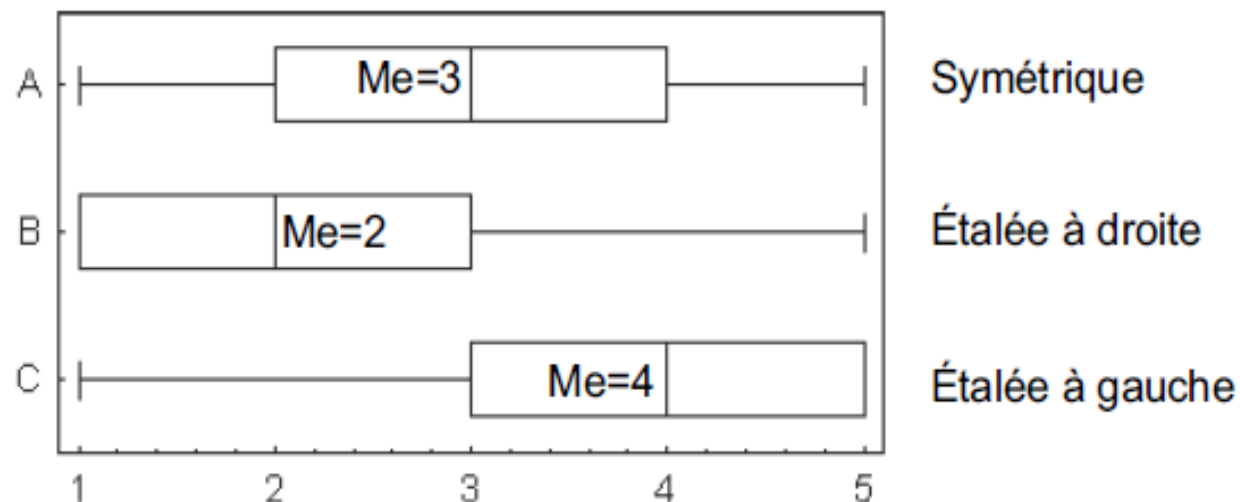 A Me=3 Symétrique
B Me=2 Étalée à droite
C Me=4 Étalée à gauche
1 2 3 4 5